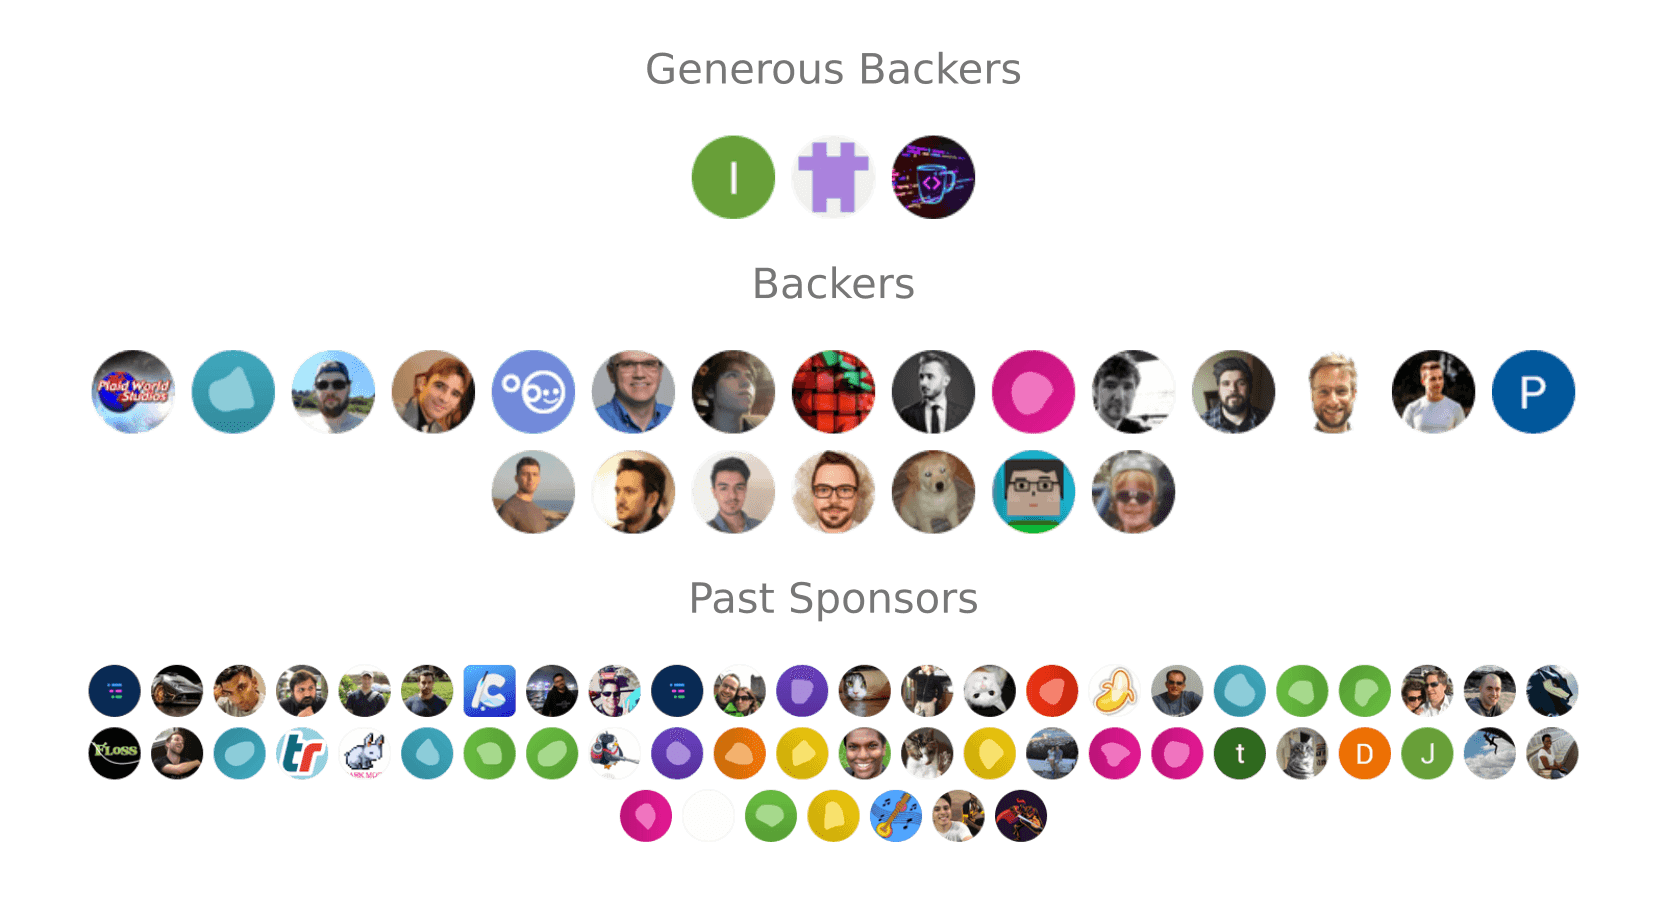 Generous Backers
I
Backers
Plaid World
Studios
P
Past Sponsors
C
FLOSS
tr
t
D
J